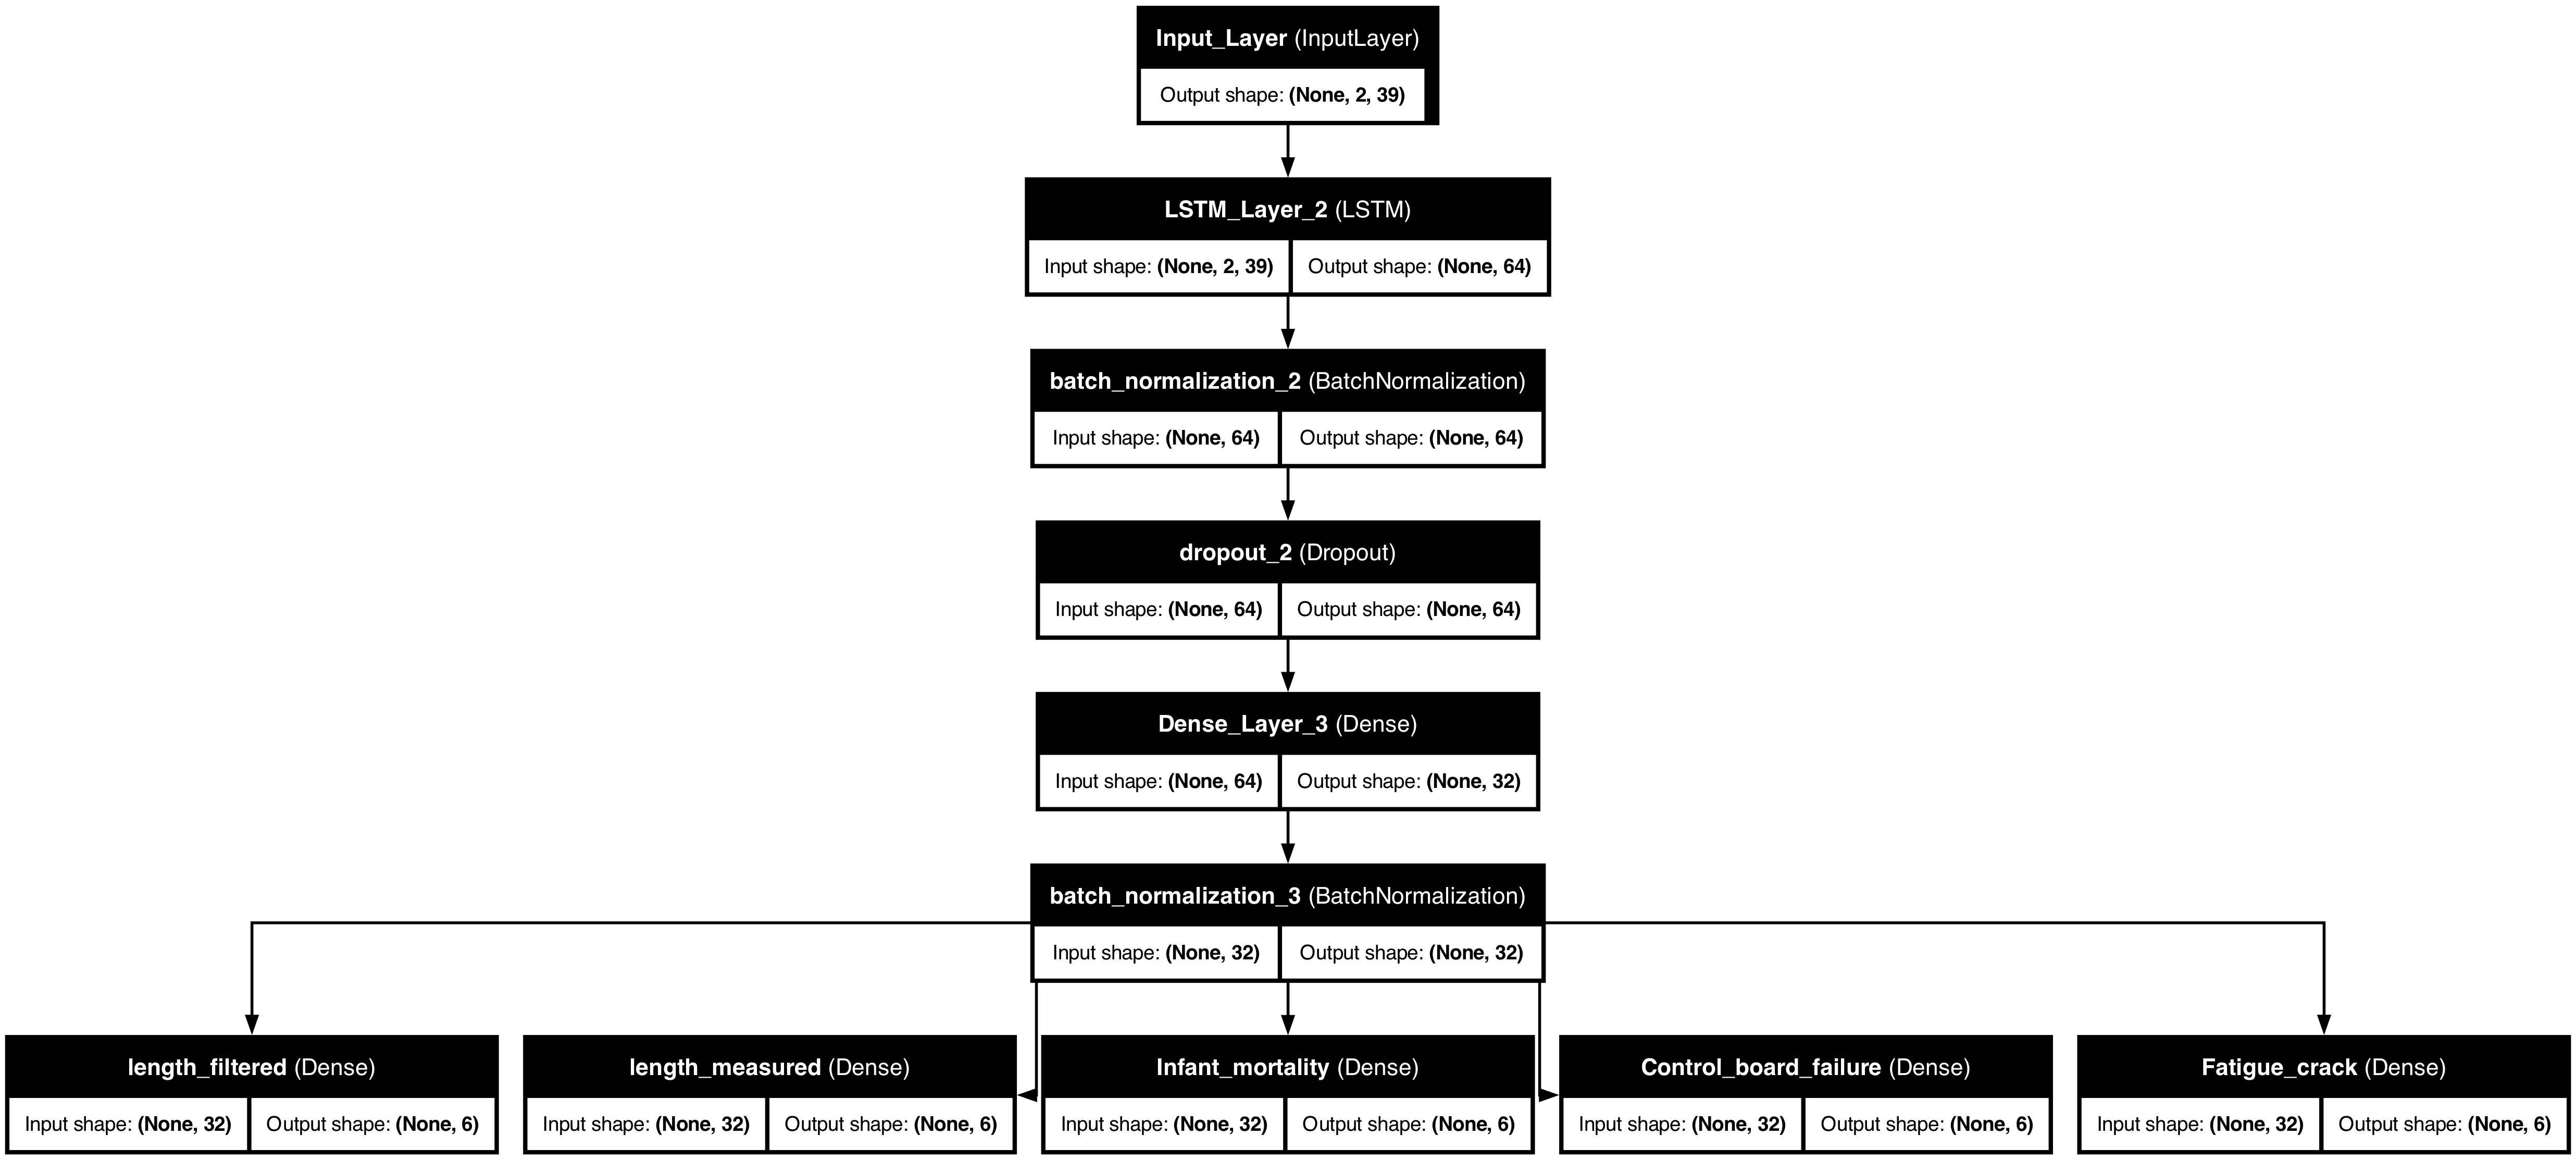 Input_Layer (InputLayer)
Output shape: (None, 2, 39)
LSTM_Layer_2 (LSTM)
Input shape: (None, 2, 39) Output shape: (None, 64)
batch_normalization_2 (BatchNormalization)
Input shape: (None, 64) Output shape: (None, 64)
dropout_2 (Dropout)
Input shape: (None, 64) Output shape: (None, 64)
Dense_Layer_3 (Dense)
Input shape: (None, 64) Output shape: (None, 32)
batch_normalization_3 (BatchNormalization)
Input shape: (None, 32) Output shape: (None, 32)
length_filtered (Dense)
Input shape: (None, 32) Output shape: (None, 6)
length_measured (Dense)
Input shape: (None, 32) Output shape: (None, 6)
Infant_mortality (Dense)
Input shape: (None, 32) Output shape: (None, 6)
Control_board_failure (Dense)
Input shape: (None, 32) Output shape: (None, 6)
Fatigue_crack (Dense)
Input shape: (None, 32) Output shape: (None, 6)